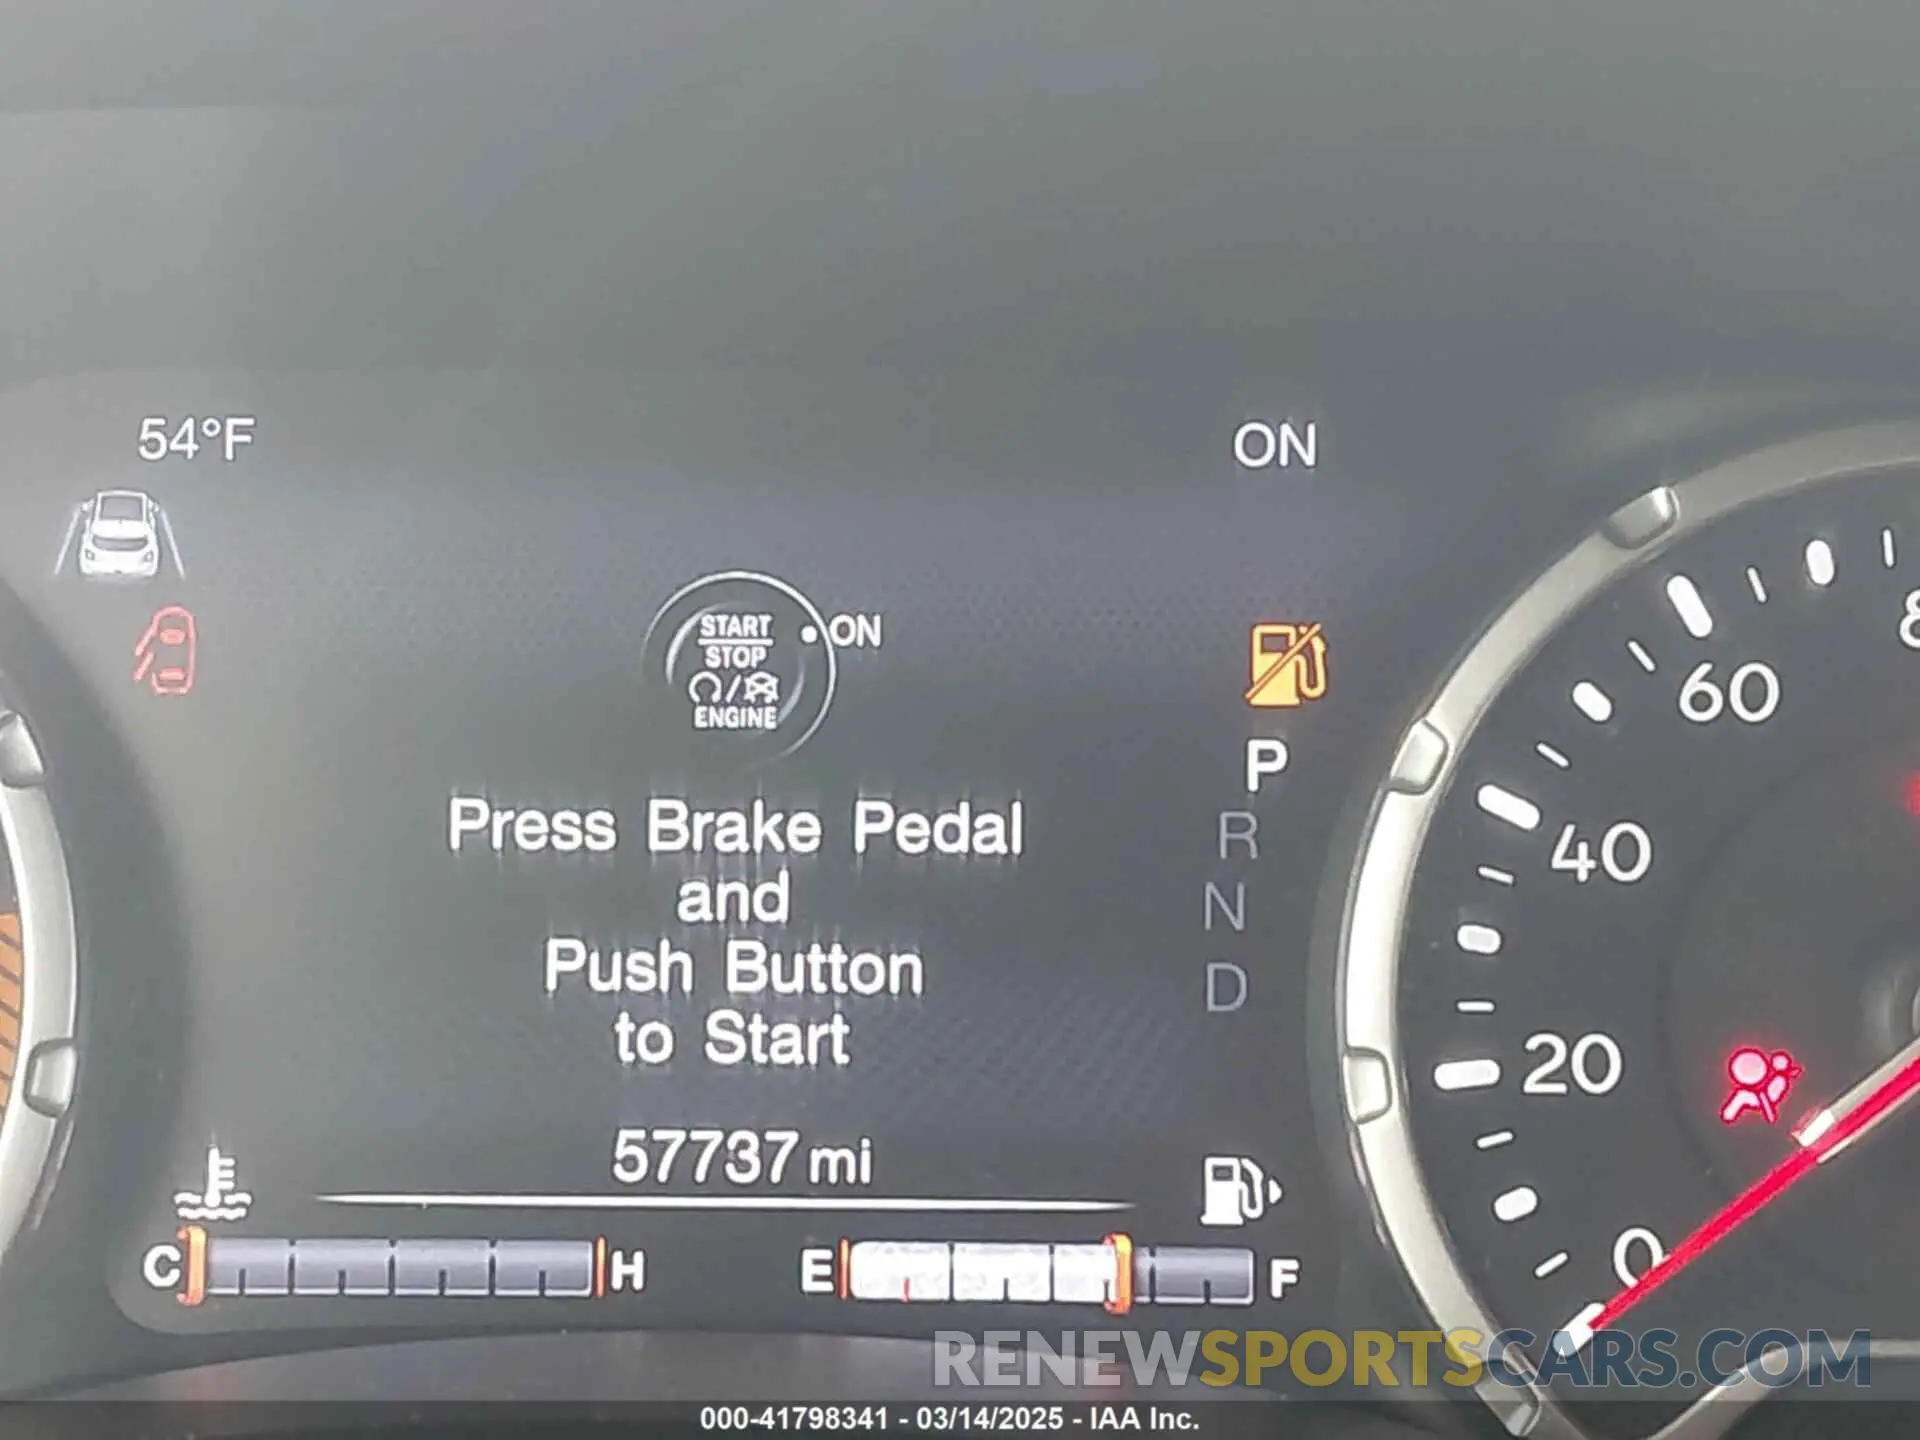 54°F
ON
START
STOP
ENGINE
ON
Press Brake Pedal
and
Push Button
to Start
P
R
N
D
57737 mi
C H
E F
60
40
20
0
RENEWSPORTSCARS.COM
000-41798341 - 03/14/2025 - IAA Inc.